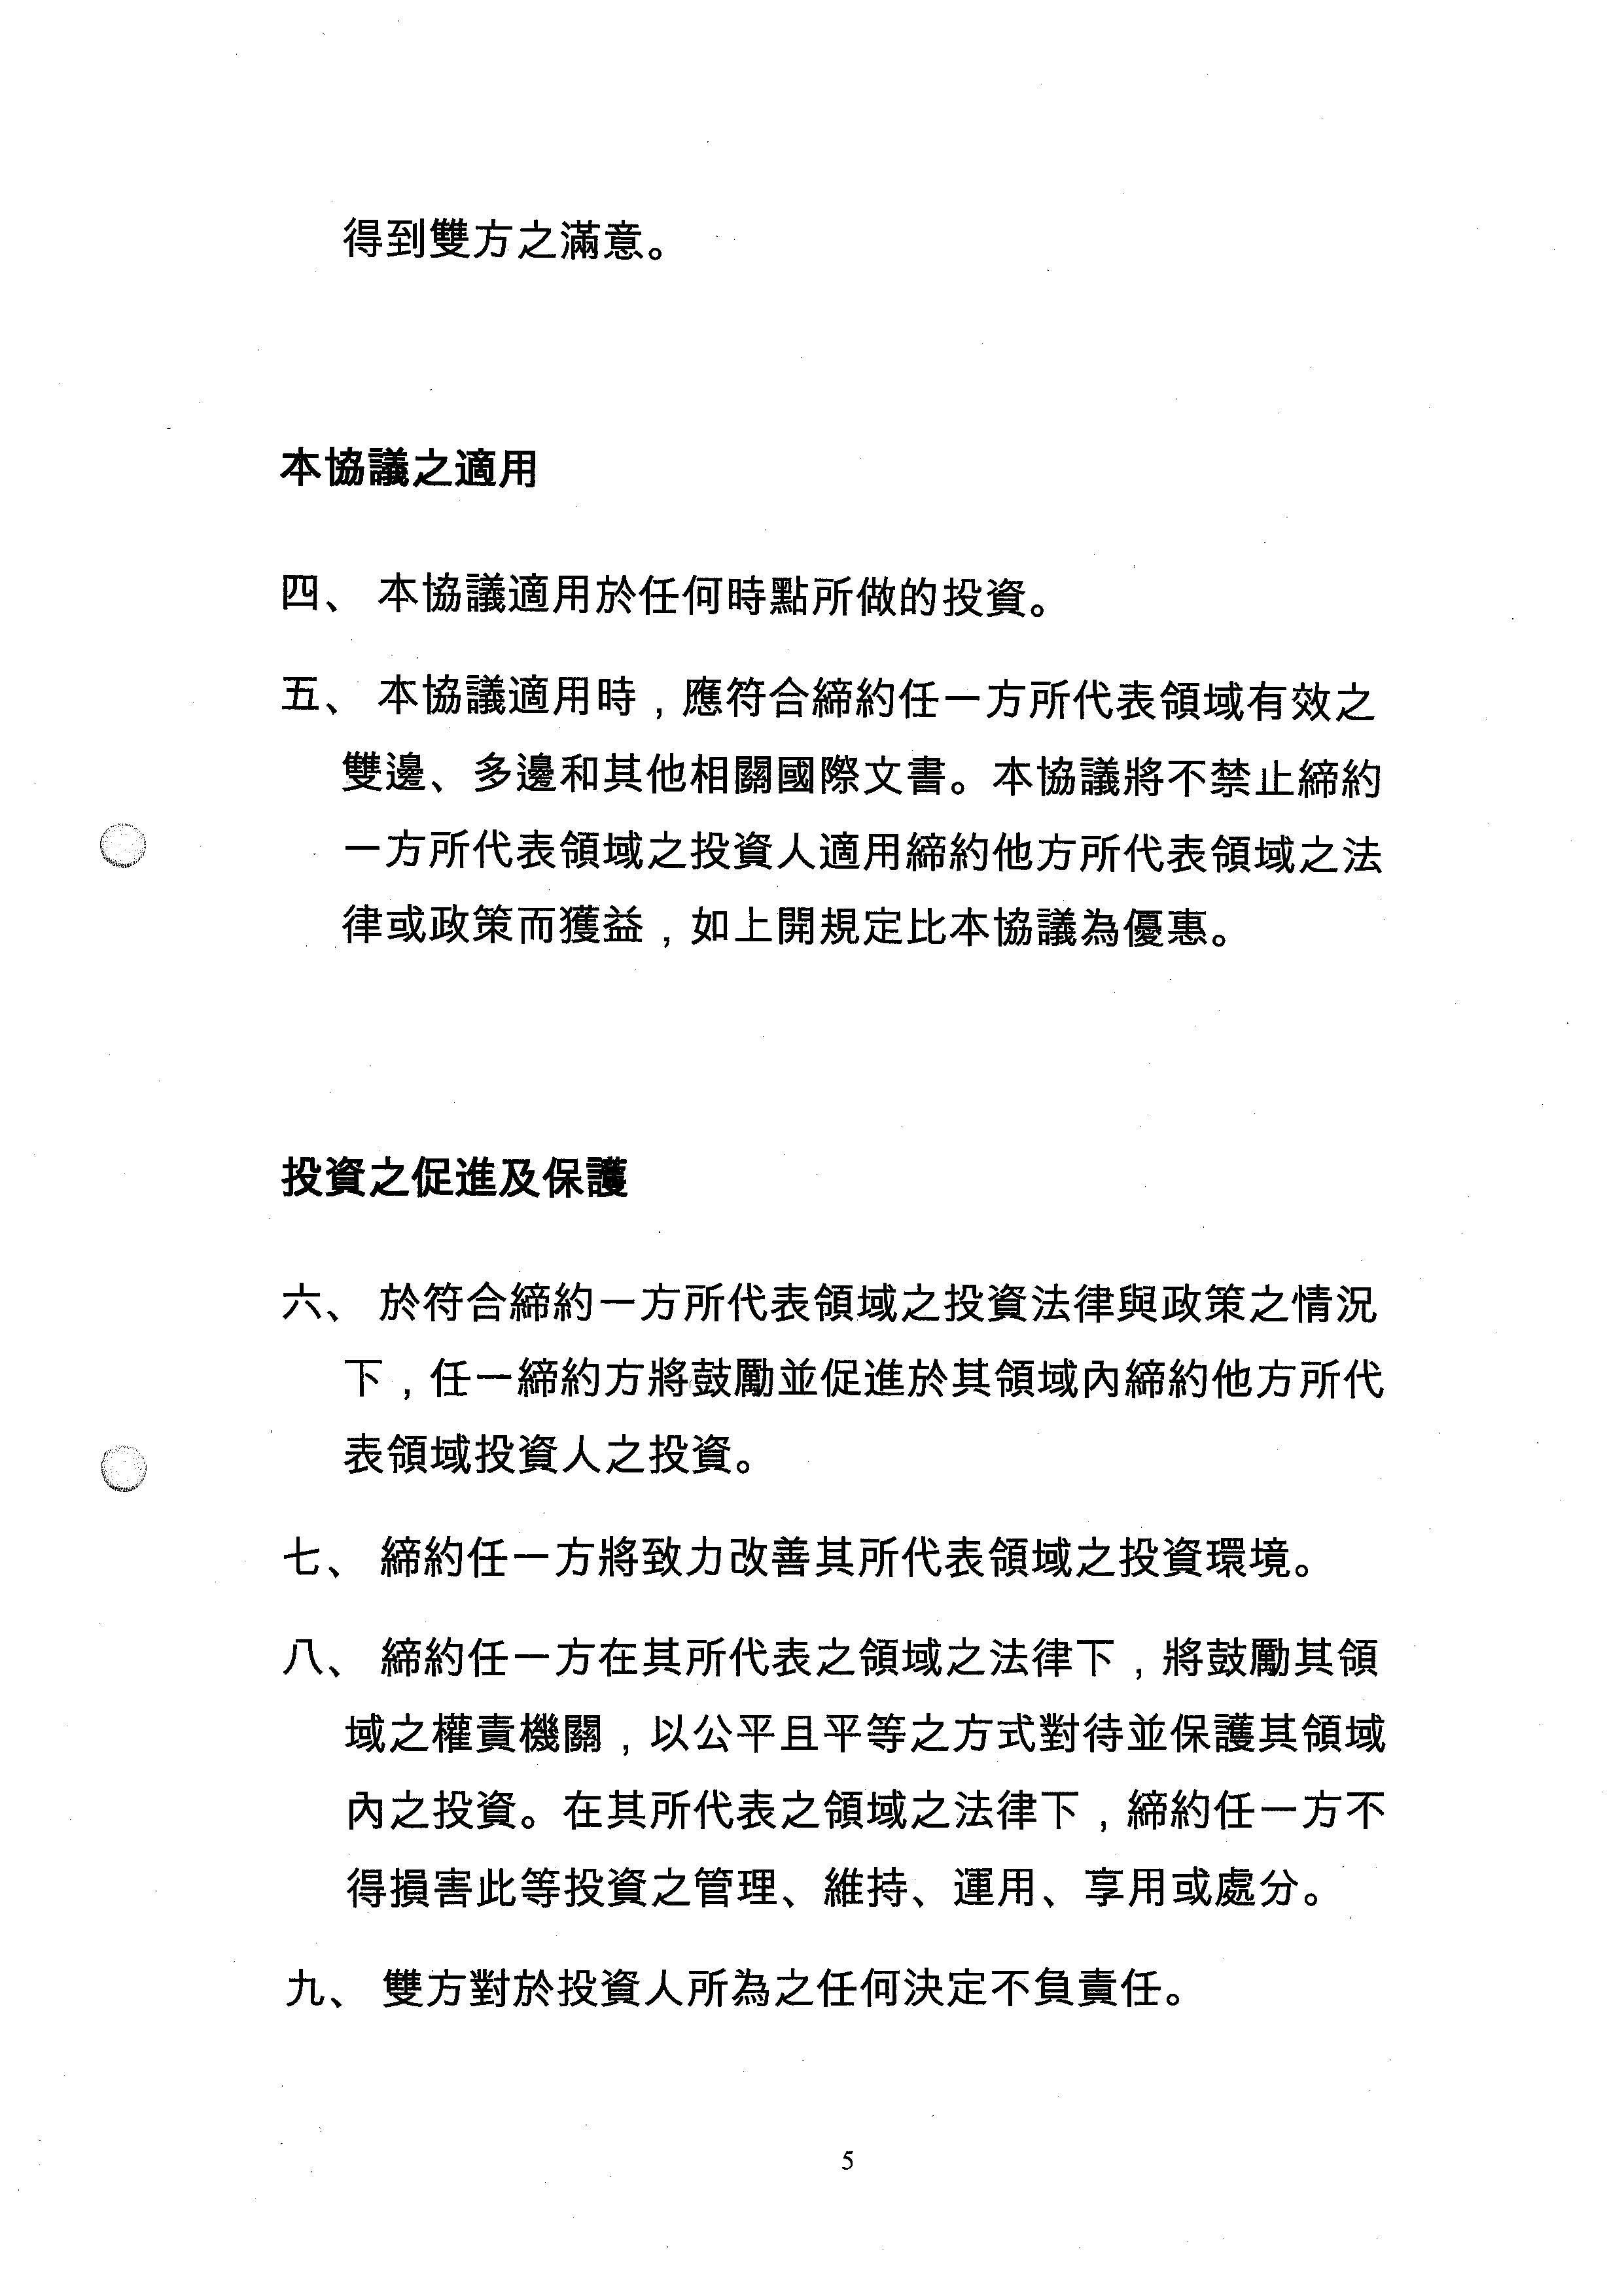 得到雙方之滿意。
本協議之適用
四、 本協議適用於任何時點所做的投資。
五、 本協議適用時，應符合締約任一方所代表領域有效之
雙邊、多邊和其他相關國際文書。本協議將不禁止締約
一方所代表領域之投資人適用締約他方所代表領域之法
律或政策而獲益，如上開規定比本協議為優惠。
投資之促進及保護
六、 於符合締約一方所代表領域之投資法律與政策之情況
下，任一締約方將鼓勵並促進於其領域內締約他方所代
表領域投資人之投資。
七、 締約任一方將致力改善其所代表領域之投資環境。
八、 締約任一方在其所代表之領域之法律下，將鼓勵其領
域之權責機關，以公平且平等之方式對待並保護其領域
內之投資。在其所代表之領域之法律下，締約任一方不
得損害此等投資之管理、維持、運用、享用或處分。
九、 雙方對於投資人所為之任何決定不負責任。
5